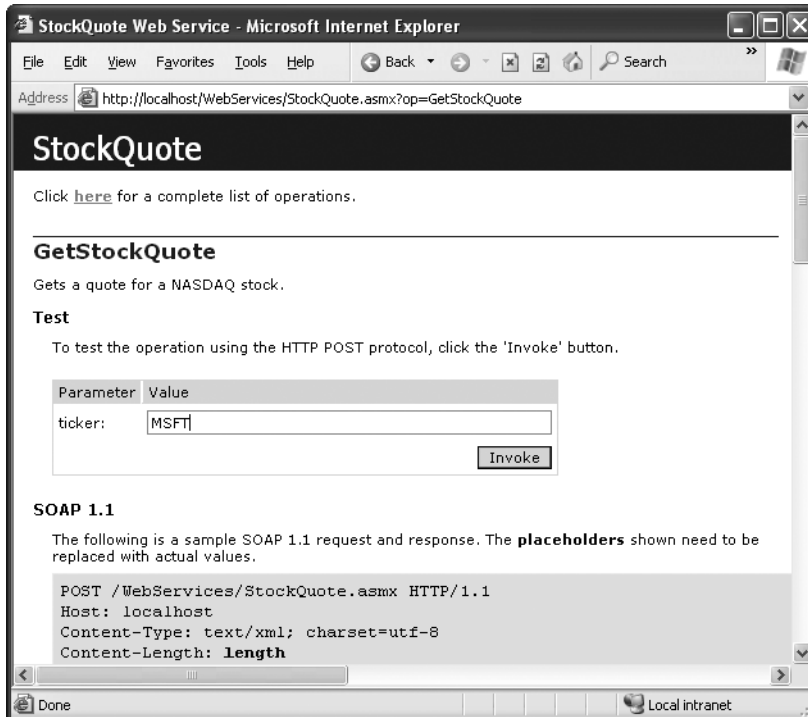 StockQuote Web Service - Microsoft Internet Explorer
File Edit View Favorites Tools Help Back Search »
Address http://localhost/WebServices/StockQuote.asmx?op=GetStockQuote
StockQuote
Click here for a complete list of operations.
GetStockQuote
Gets a quote for a NASDAQ stock.
Test
To test the operation using the HTTP POST protocol, click the 'Invoke' button.
Parameter Value
ticker: MSFT
Invoke
SOAP 1.1
The following is a sample SOAP 1.1 request and response. The placeholders shown need to be
replaced with actual values.
POST /WebServices/StockQuote.asmx HTTP/1.1
Host: localhost
Content-Type: text/xml; charset=utf-8
Content-Length: length
Done Local intranet